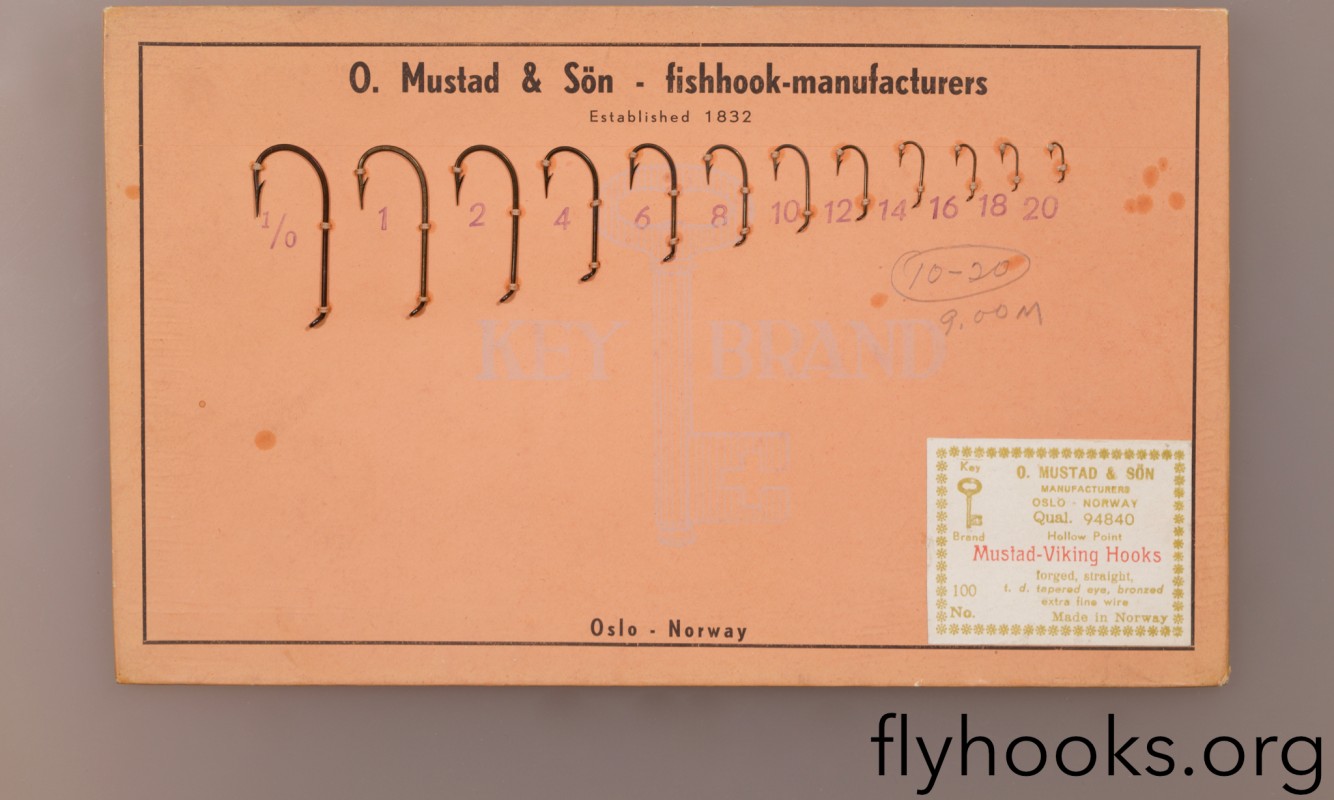 O. Mustad & Sön - fishhook-manufacturers
Established 1832
1/0 1 2 4 6 8 10 12 14 16 18 20
10-20
9.00M
KEY BRAND
Key
Brand
O. MUSTAD & SÖN
MANUFACTURERS
OSLO - NORWAY
Qual. 94840
Hollow Point
Mustad-Viking Hooks
forged, straight,
t. d. tapered eye, bronzed
extra fine wire
100
No.
Made in Norway
Oslo - Norway
flyhooks.org